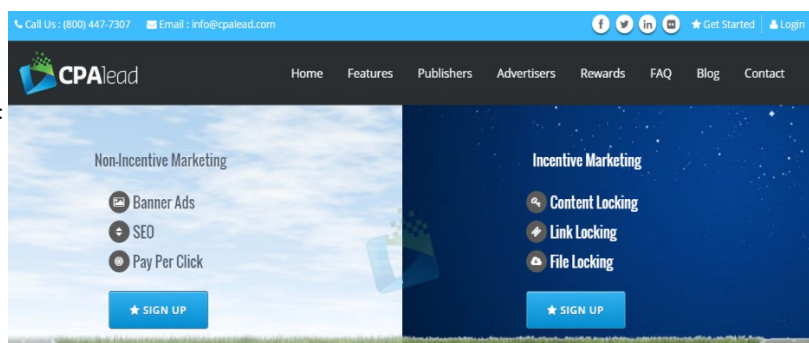 Call Us : (800) 447-7307 Email : info@cpalead.com Get Started Login
CPAlead Home Features Publishers Advertisers Rewards FAQ Blog Contact
Non-Incentive Marketing
Banner Ads
SEO
Pay Per Click
SIGN UP
Incentive Marketing
Content Locking
Link Locking
File Locking
SIGN UP